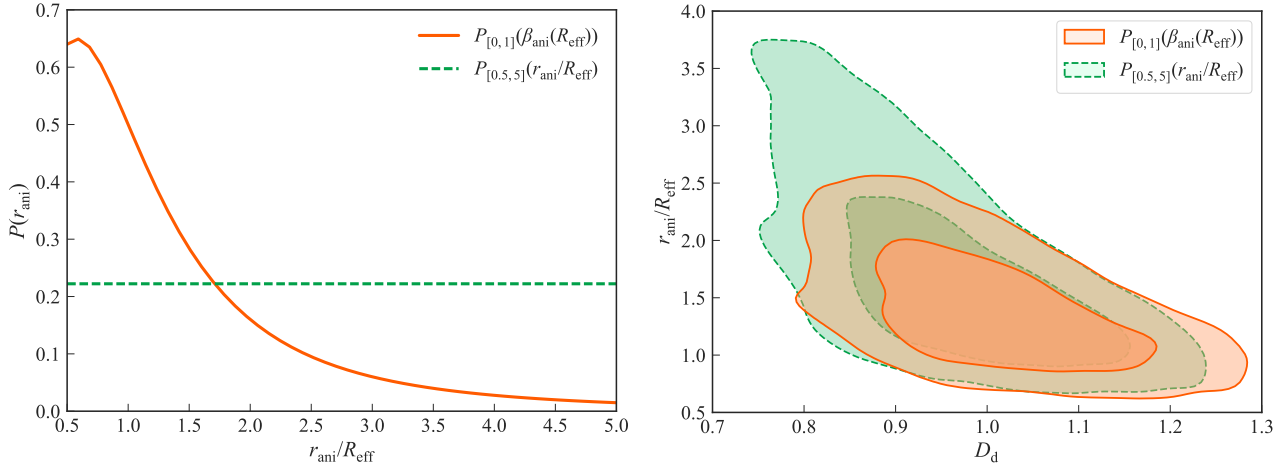 0.7
0.6
0.5
0.4
0.3
0.2
0.1
0.0
P(r_ani)
P_[0, 1](β_ani(R_eff))
P_[0.5, 5](r_ani/R_eff)
0.5 1.0 1.5 2.0 2.5 3.0 3.5 4.0 4.5 5.0
r_ani/R_eff
4.0
3.5
3.0
2.5
2.0
1.5
1.0
0.5
r_ani/R_eff
P_[0, 1](β_ani(R_eff))
P_[0.5, 5](r_ani/R_eff)
0.7 0.8 0.9 1.0 1.1 1.2 1.3
D_d